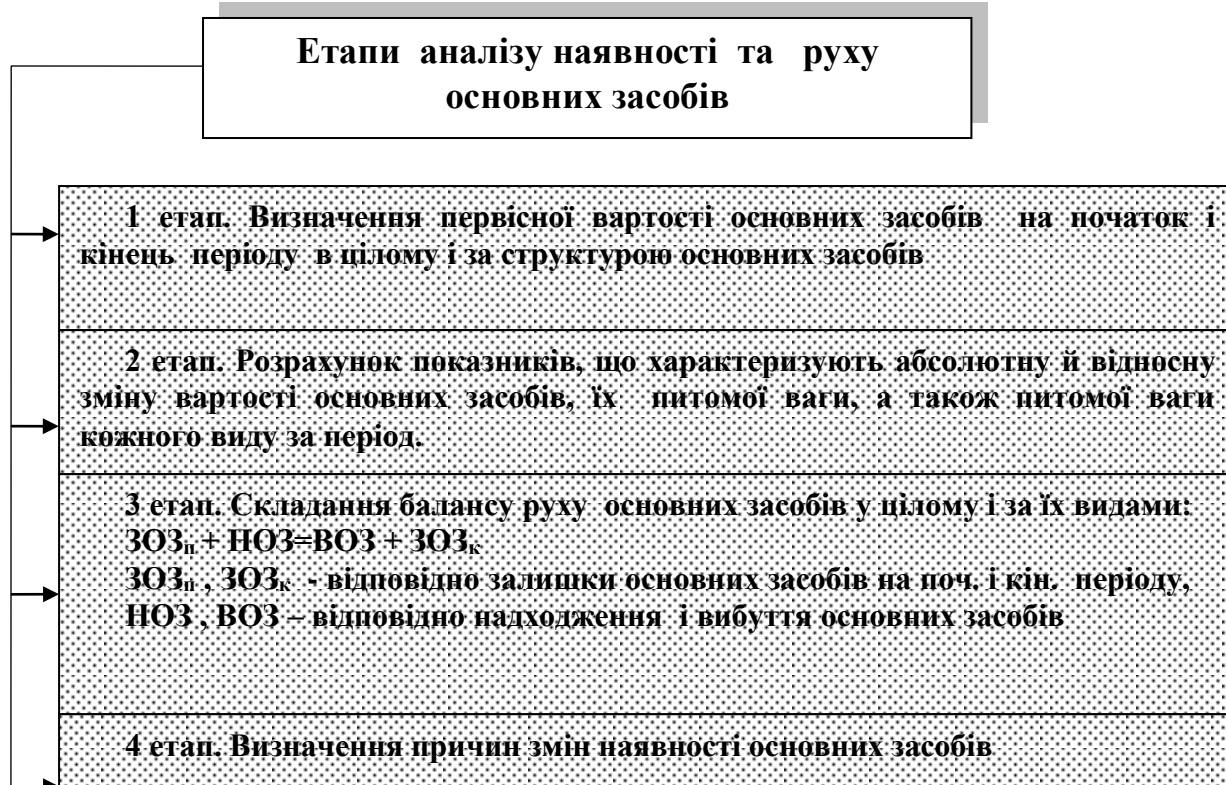 Етапи аналізу наявності та руху
основних засобів
1 етап. Визначення первісної вартості основних засобів на початок і
кінець періоду в цілому і за структурою основних засобів
2 етап. Розрахунок показників, що характеризують абсолютну й відносну
зміну вартості основних засобів, їх питомої ваги, а також питомої ваги
кожного виду за період.
3 етап. Складання балансу руху основних засобів у цілому і за їх видами:
ЗОЗп + НОЗ=ВОЗ + ЗОЗк
ЗОЗп , ЗОЗк - відповідно залишки основних засобів на поч. і кін. періоду,
НОЗ , ВОЗ – відповідно надходження і вибуття основних засобів
4 етап. Визначення причин змін наявності основних засобів